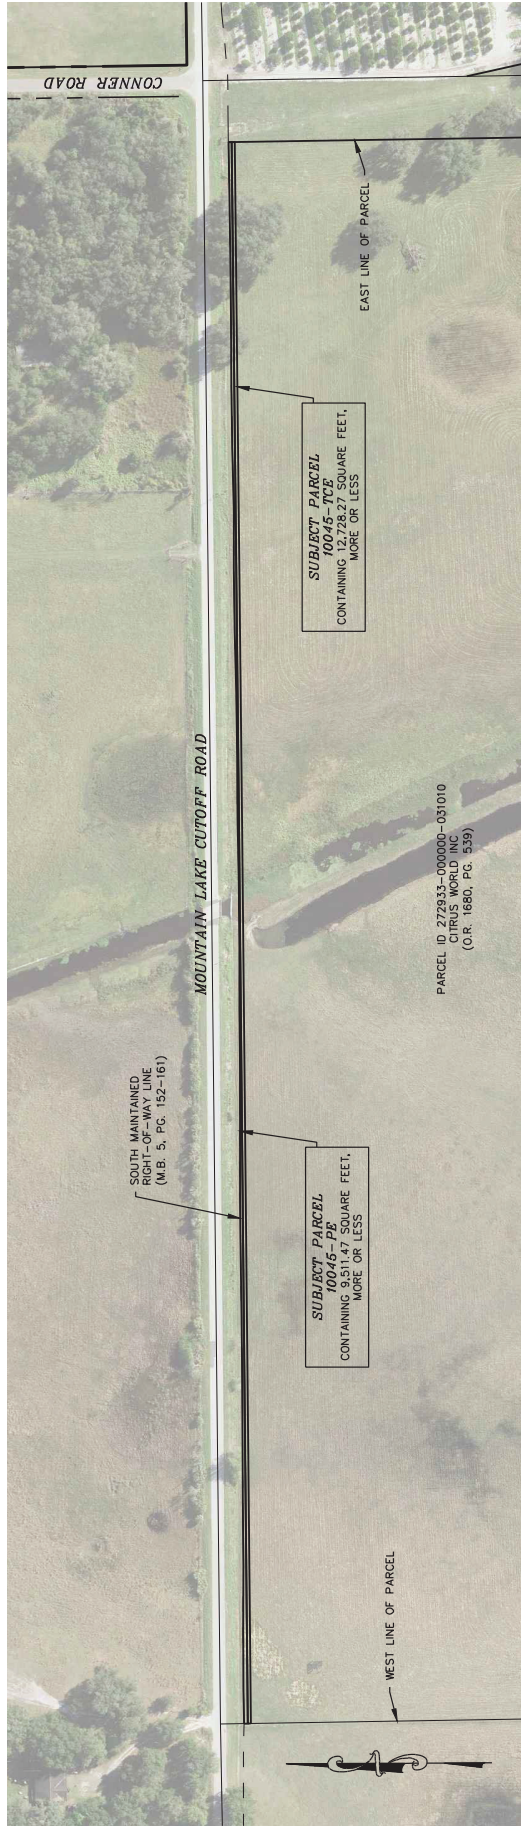 CONNER ROAD
EAST LINE OF PARCEL
SUBJECT PARCEL
10045-TCE
CONTAINING 12,728.27 SQUARE FEET,
MORE OR LESS
MOUNTAIN LAKE CUTOFF ROAD
PARCEL ID 272933-000000-031010
CITRUS WORLD INC
(O.R. 1680, PG. 539)
SOUTH MAINTAINED
RIGHT-OF-WAY LINE
(M.B. 5, PG. 152-161)
SUBJECT PARCEL
10045-PE
CONTAINING 9,511.47 SQUARE FEET,
MORE OR LESS
WEST LINE OF PARCEL